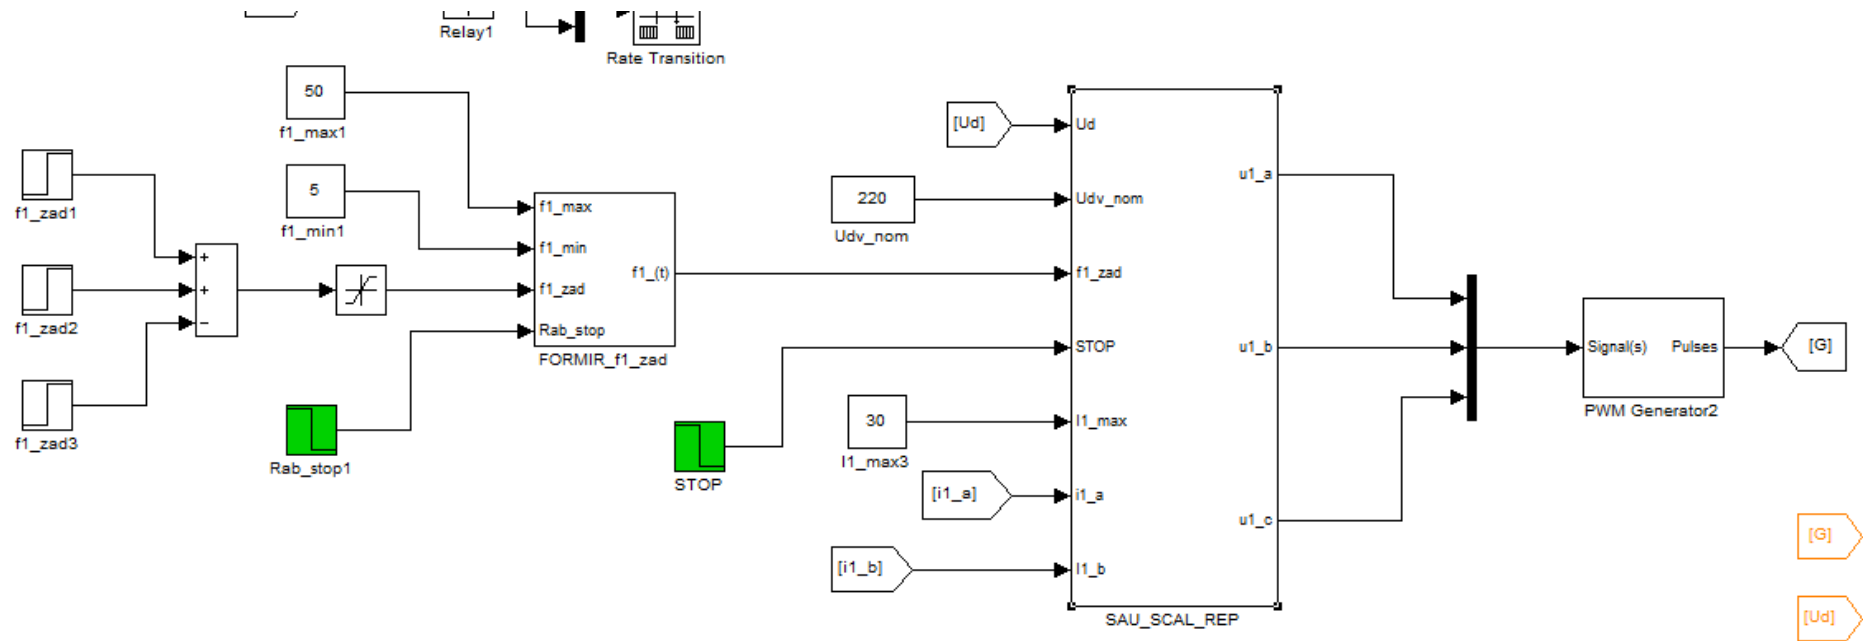 Relay1
Rate Transition
50
f1_max1
5
f1_min1
f1_zad1
f1_zad2
f1_zad3
+
+
−
f1_max
f1_min
f1_zad
Rab_stop
f1_(t)
FORMIR_f1_zad
Rab_stop1
STOP
[Ud]
220
Udv_nom
30
I1_max3
[i1_a]
[i1_b]
Ud
Udv_nom
f1_zad
STOP
I1_max
i1_a
I1_b
u1_a
u1_b
u1_c
SAU_SCAL_REP
Signal(s) Pulses
PWM Generator2
[G]
[G]
[Ud]